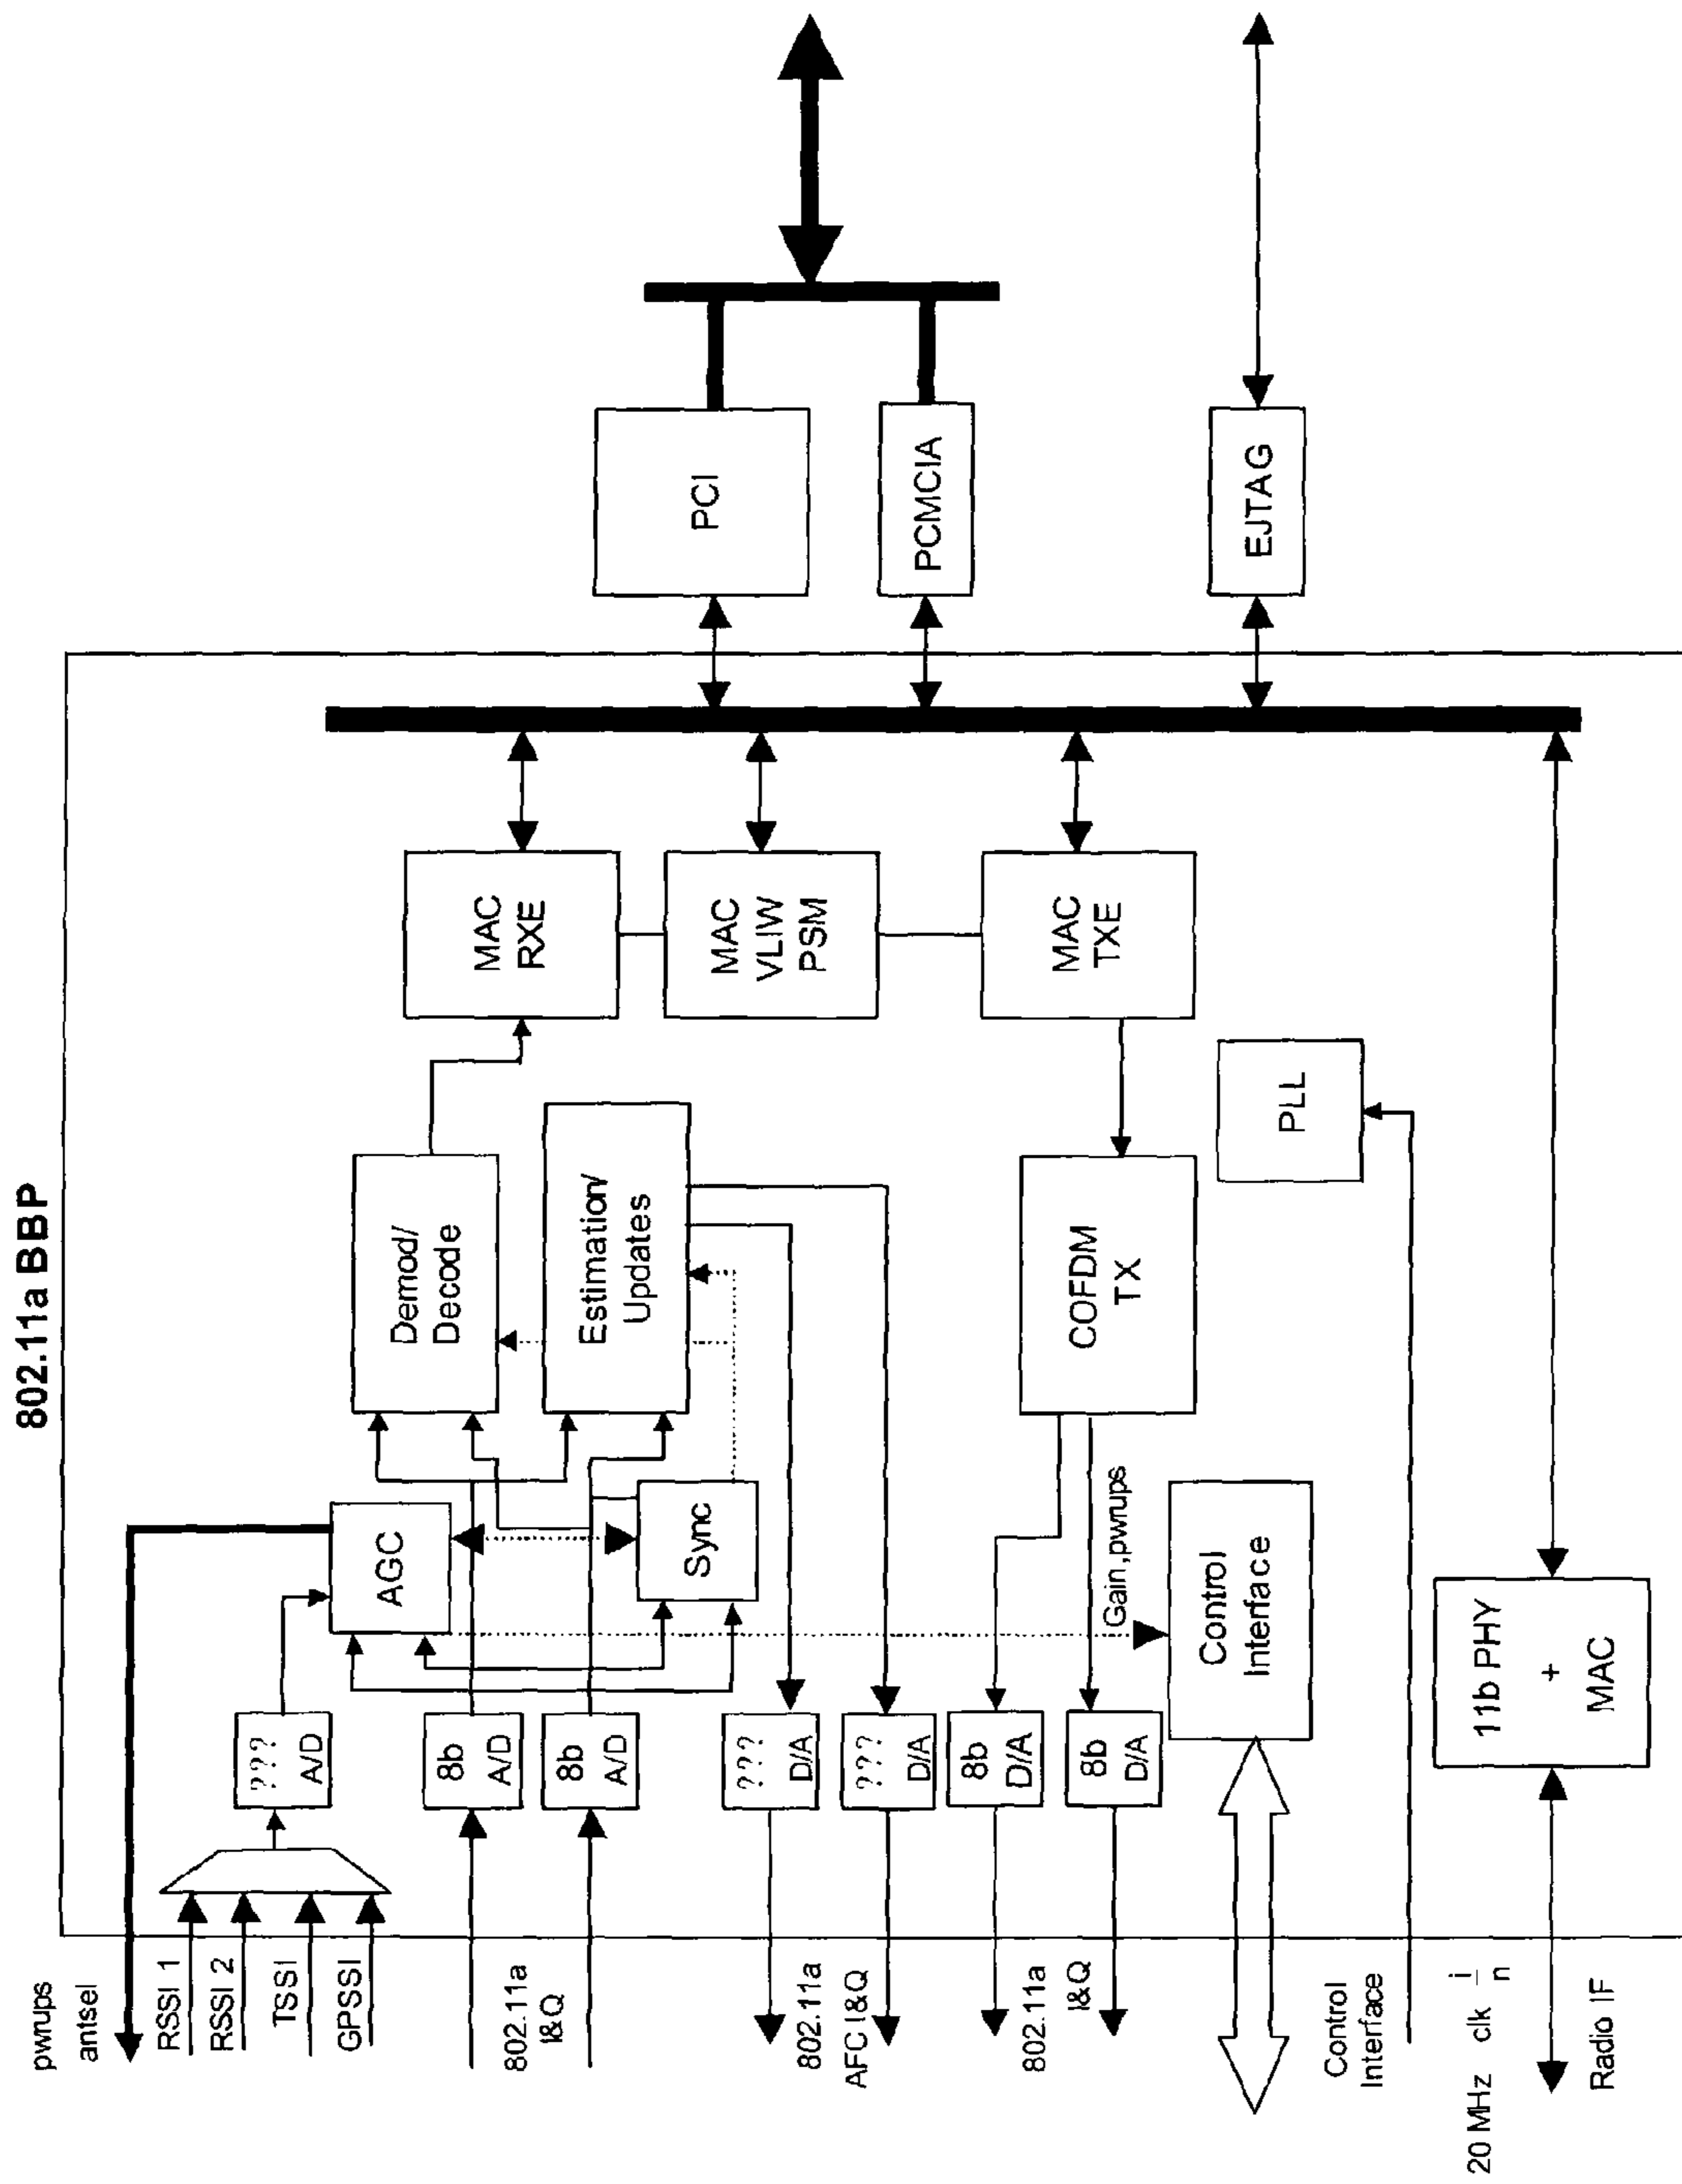 802.11a BBP
pwrups
antsel
RSSI 1
RSSI 2
TSSI
GPSSI
802.11a
I&Q
802.11a
AFC I&Q
802.11a
I&Q
Control
Interface
20 MHz clk i
n
Radio IF
???
A/D
8b
A/D
8b
A/D
???
D/A
???
D/A
8b
D/A
8b
D/A
AGC
Sync
Gain,pwrups
Control
Interface
11b PHY
+
MAC
Demod/
Decode
Estimation/
Updates
COFDM
TX
PLL
MAC
RXE
MAC
VLIW
PSM
MAC
TXE
PCI
PCMCIA
EJTAG